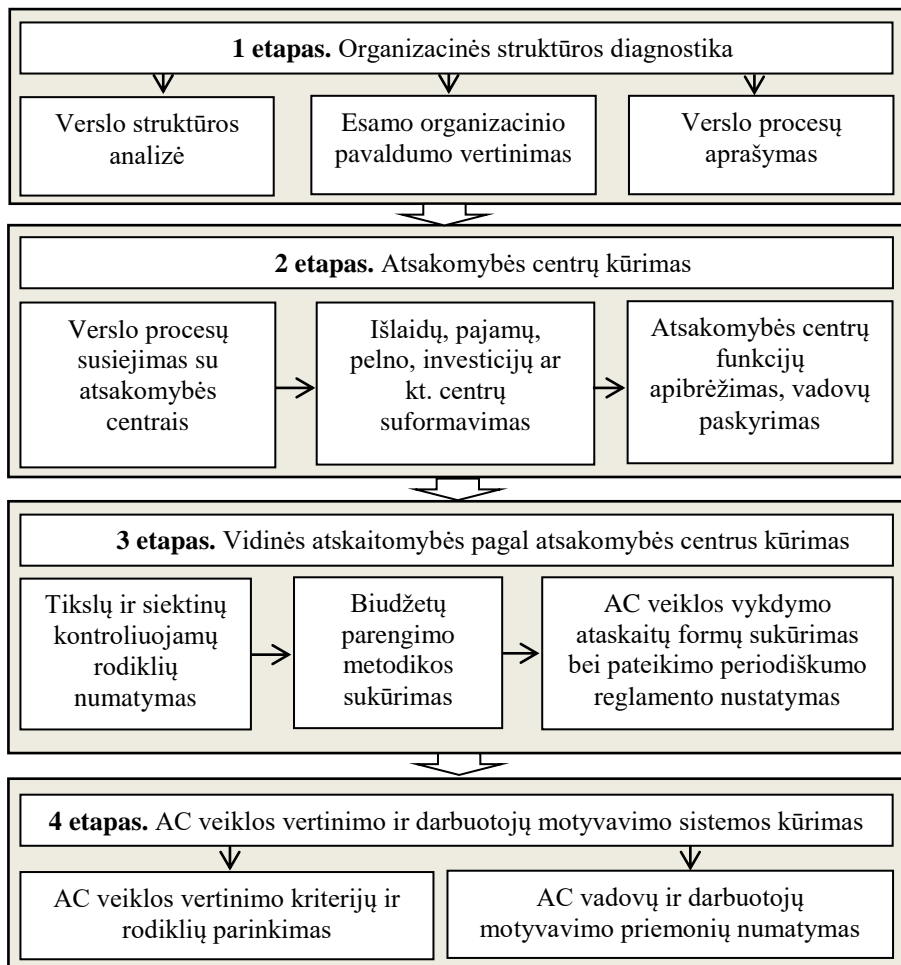 1 etapas. Organizacinės struktūros diagnostika
Verslo struktūros
analizė
Esamo organizacinio
pavaldumo vertinimas
Verslo procesų
aprašymas
2 etapas. Atsakomybės centrų kūrimas
Verslo procesų
susiejimas su
atsakomybės
centrais
Išlaidų, pajamų,
pelno, investicijų ar
kt. centrų
suformavimas
Atsakomybės centrų
funkcijų
apibrėžimas, vadovų
paskyrimas
3 etapas. Vidinės atskaitomybės pagal atsakomybės centrus kūrimas
Tikslų ir siektinų
kontroliuojamų
rodiklių
numatymas
Biudžetų
parengimo
metodikos
sukūrimas
AC veiklos vykdymo
ataskaitų formų sukūrimas
bei pateikimo periodiškumo
reglamento nustatymas
4 etapas. AC veiklos vertinimo ir darbuotojų motyvavimo sistemos kūrimas
AC veiklos vertinimo kriterijų ir
rodiklių parinkimas
AC vadovų ir darbuotojų
motyvavimo priemonių numatymas